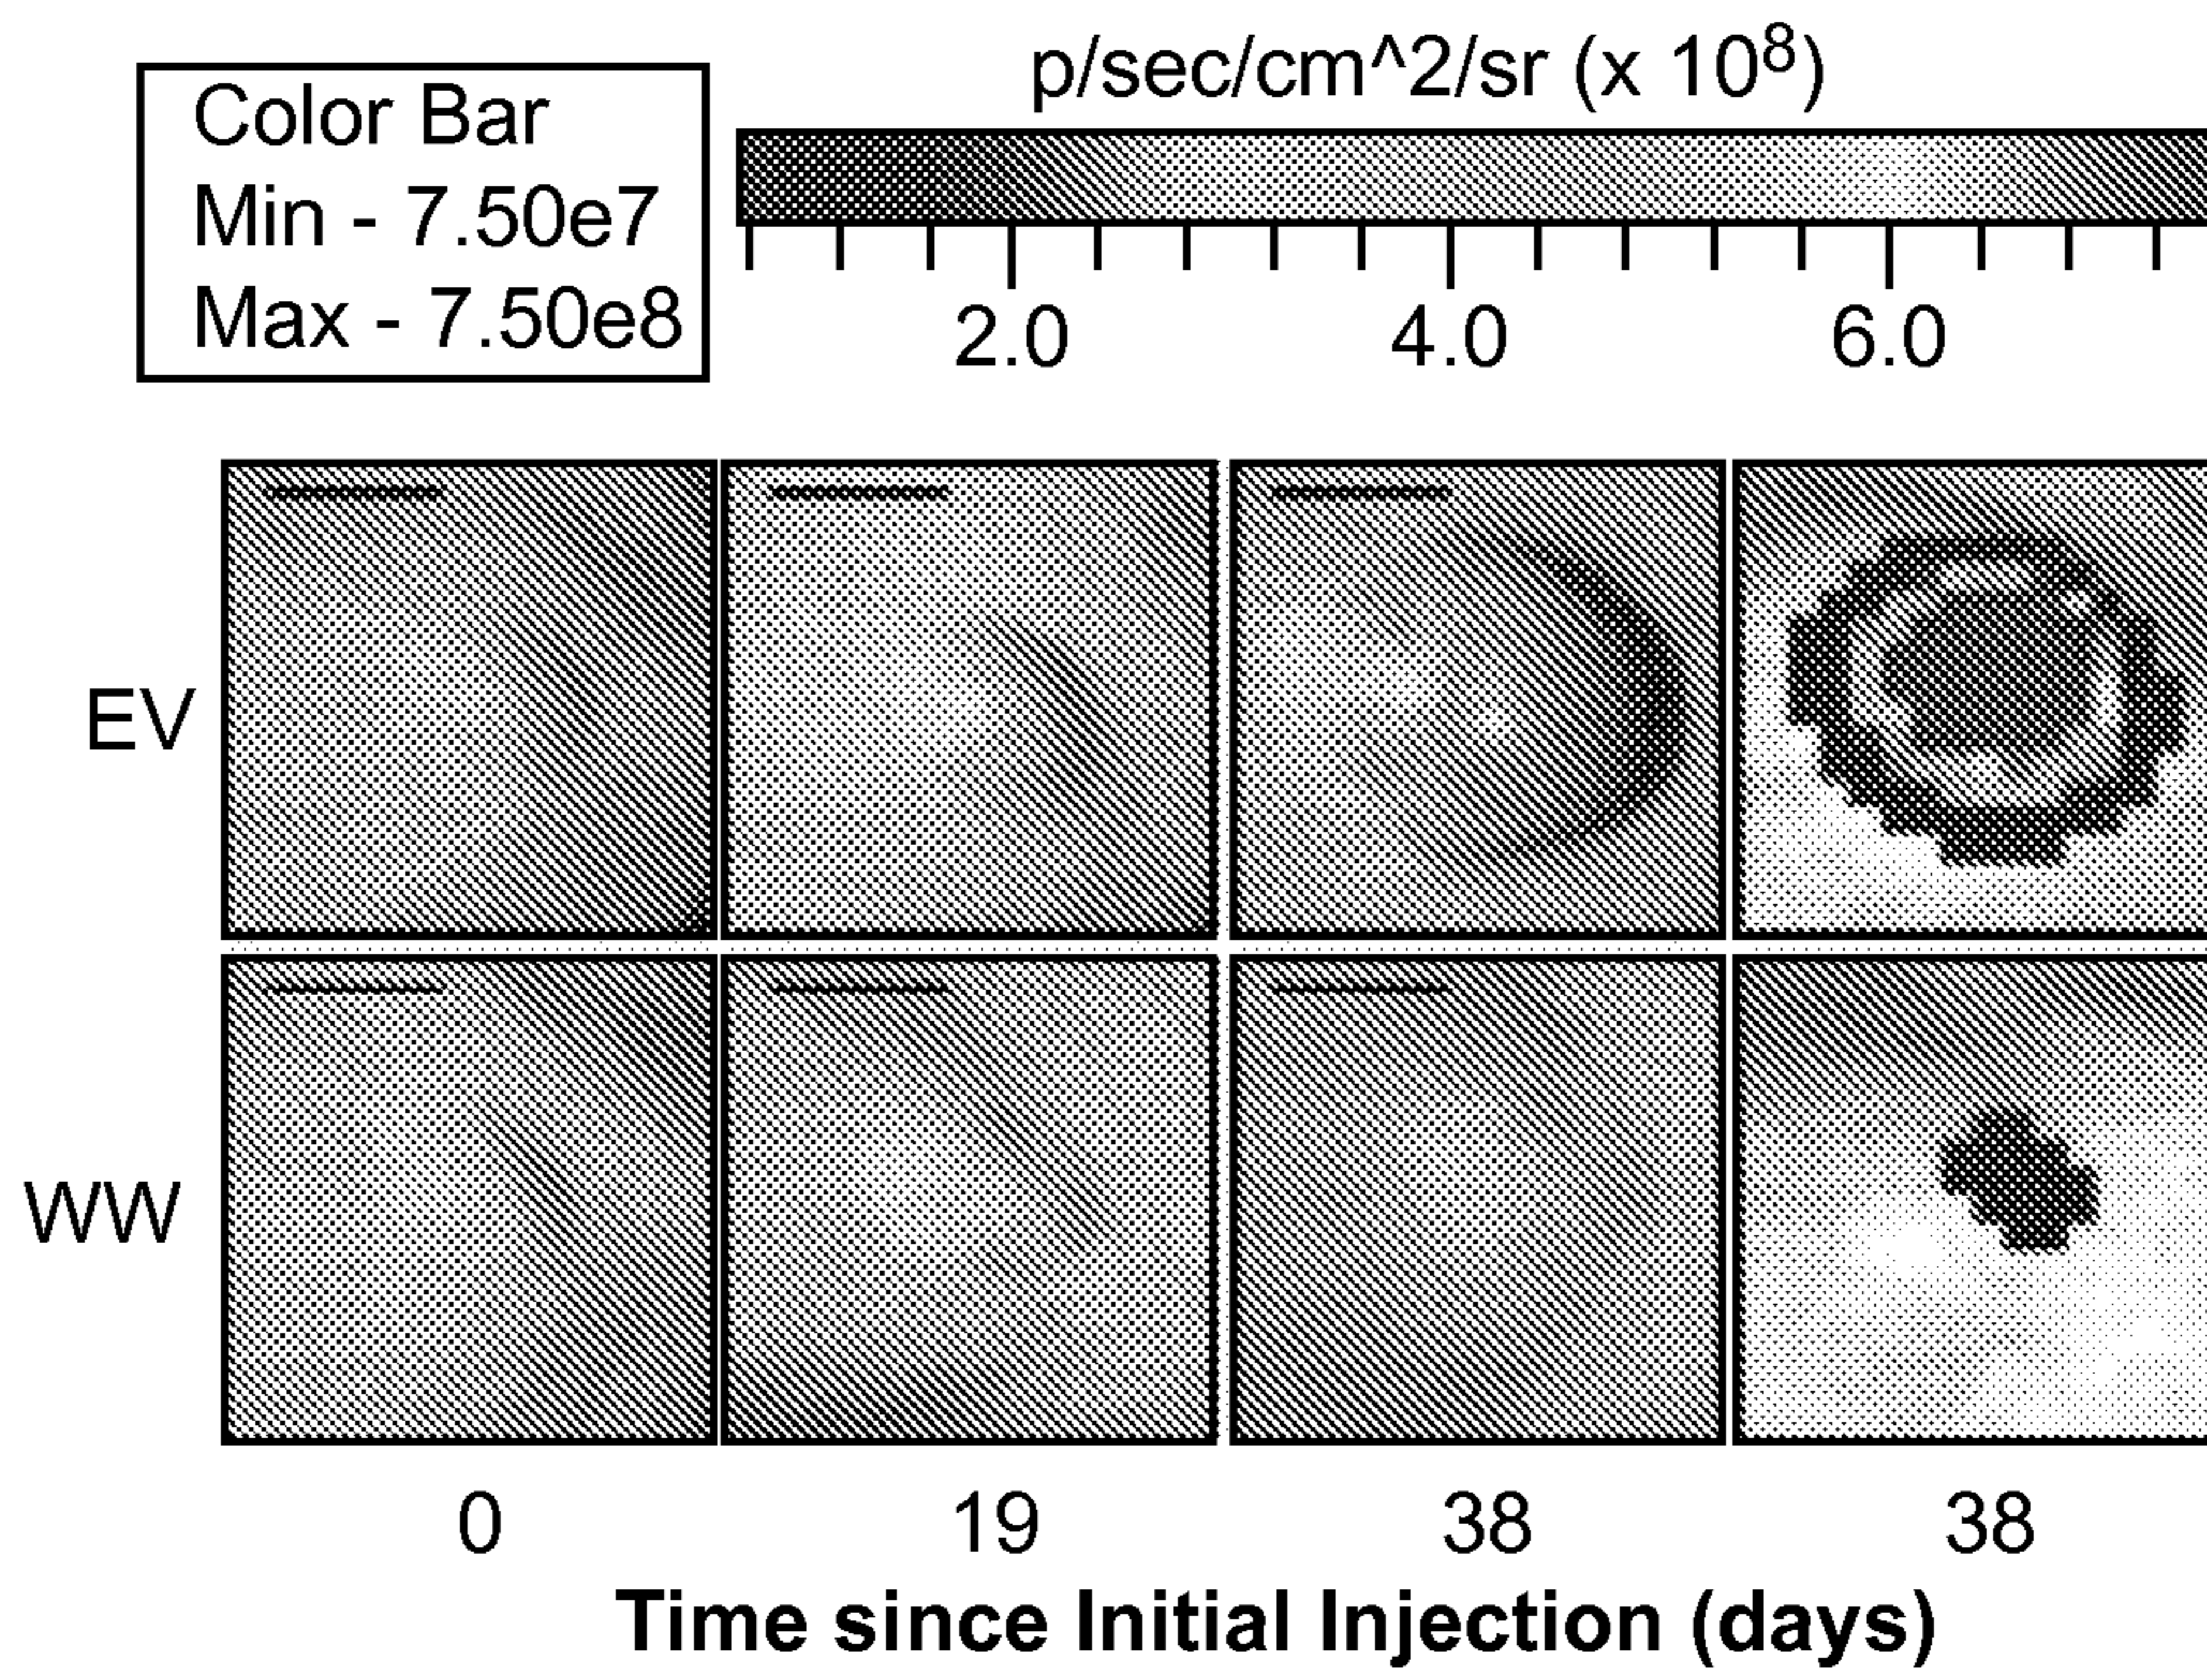 Color Bar
Min - 7.50e7
Max - 7.50e8
p/sec/cm^2/sr (x 10⁸)
2.0 4.0 6.0
EV
WW
0 19 38 38
Time since Initial Injection (days)